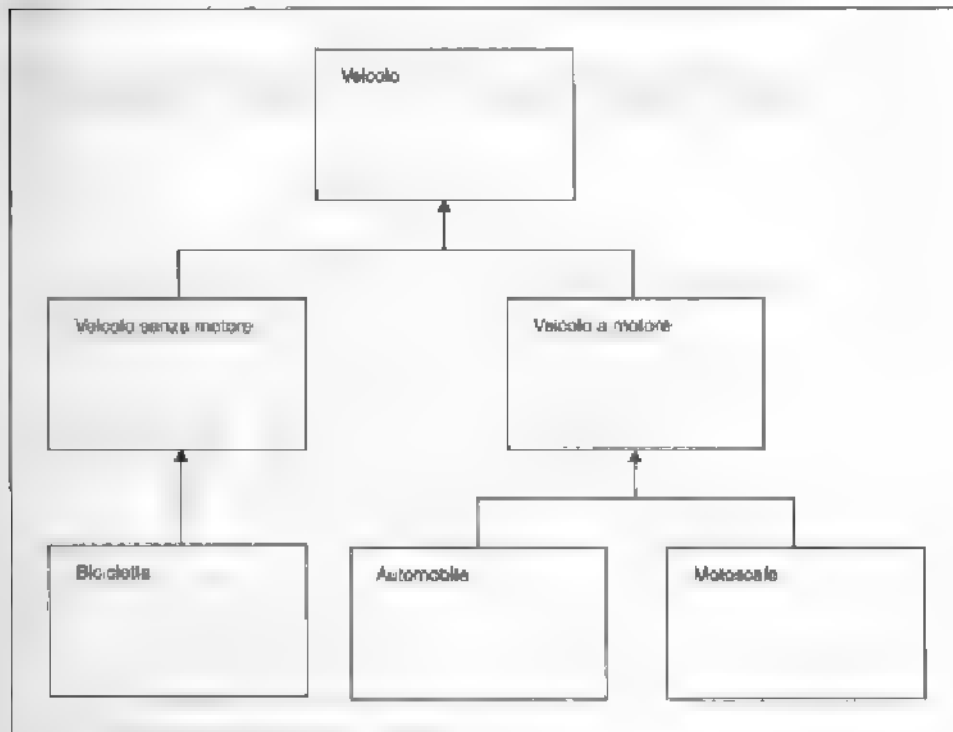 Veicolo
Veicolo senza motore
Veicolo a motore
Bicicletta
Automobile
Motoscafo